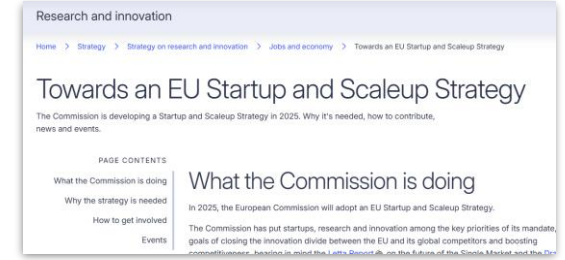 Research and innovation
Home > Strategy > Strategy on research and innovation > Jobs and economy > Towards an EU Startup and Scaleup Strategy
Towards an EU Startup and Scaleup Strategy
The Commission is developing a Startup and Scaleup Strategy in 2025. Why it's needed, how to contribute,
news and events.
PAGE CONTENTS
What the Commission is doing
Why the strategy is needed
How to get involved
Events
What the Commission is doing
In 2025, the European Commission will adopt an EU Startup and Scaleup Strategy.
The Commission has put startups, research and innovation among the key priorities of its mandate,
goals of closing the innovation divide between the EU and its global competitors and boosting
competitiveness, bearing in mind the Letta Report, on the future of the Single Market and the